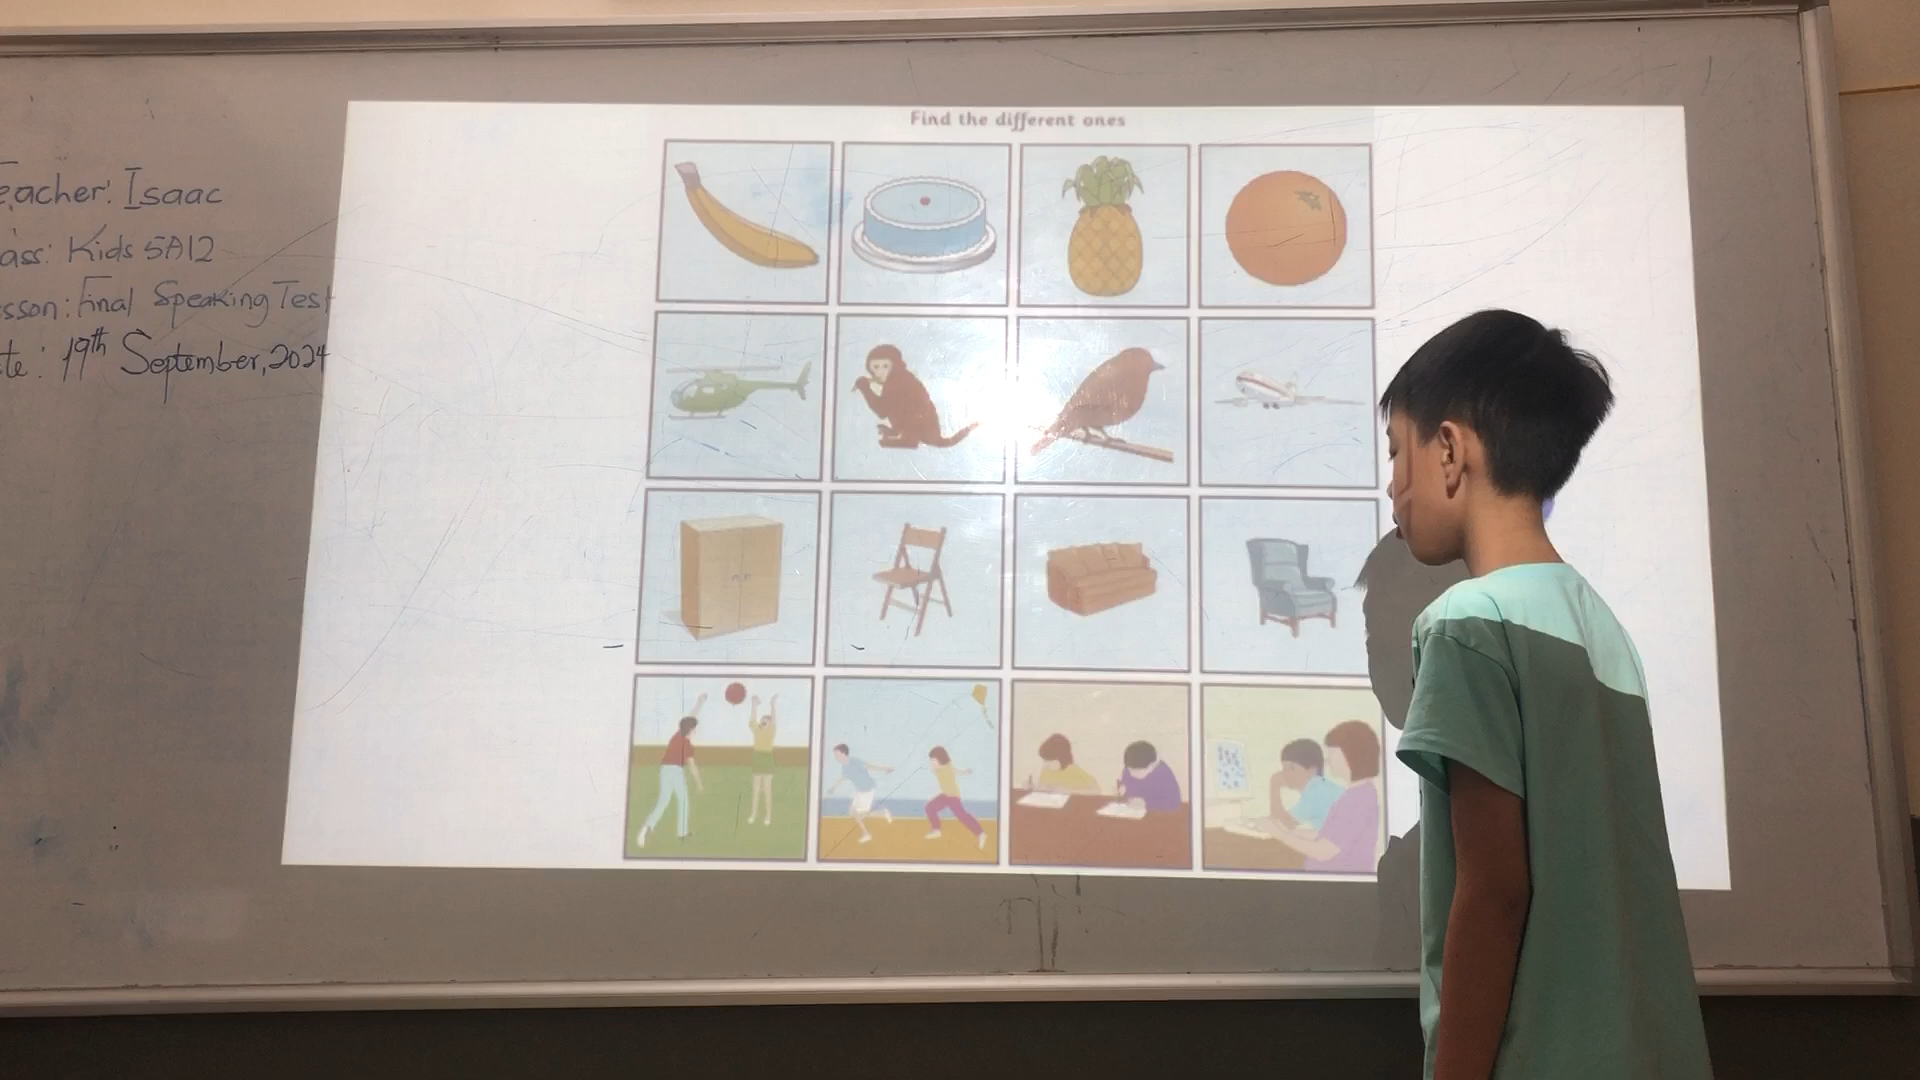 eacher: Isaac
ass: Kids 5A12
sson: Final Speaking Test
te: 19th September, 2024
Find the different ones